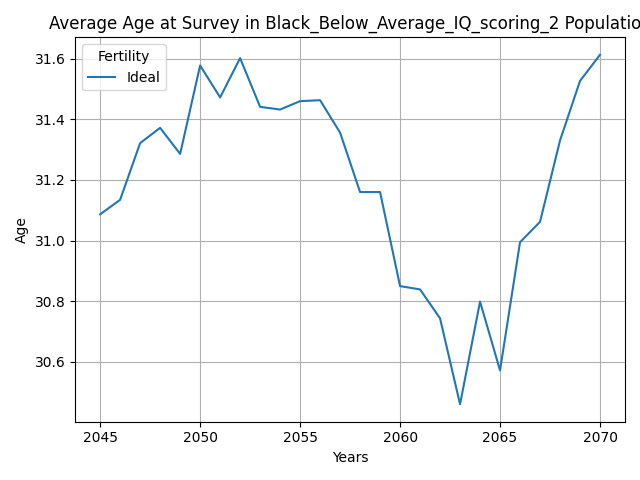 Average Age at Survey in Black_Below_Average_IQ_scoring_2 Populatio
Fertility
Ideal
31.6
31.4
31.2
31.0
30.8
30.6
Age
2045 2050 2055 2060 2065 2070
Years